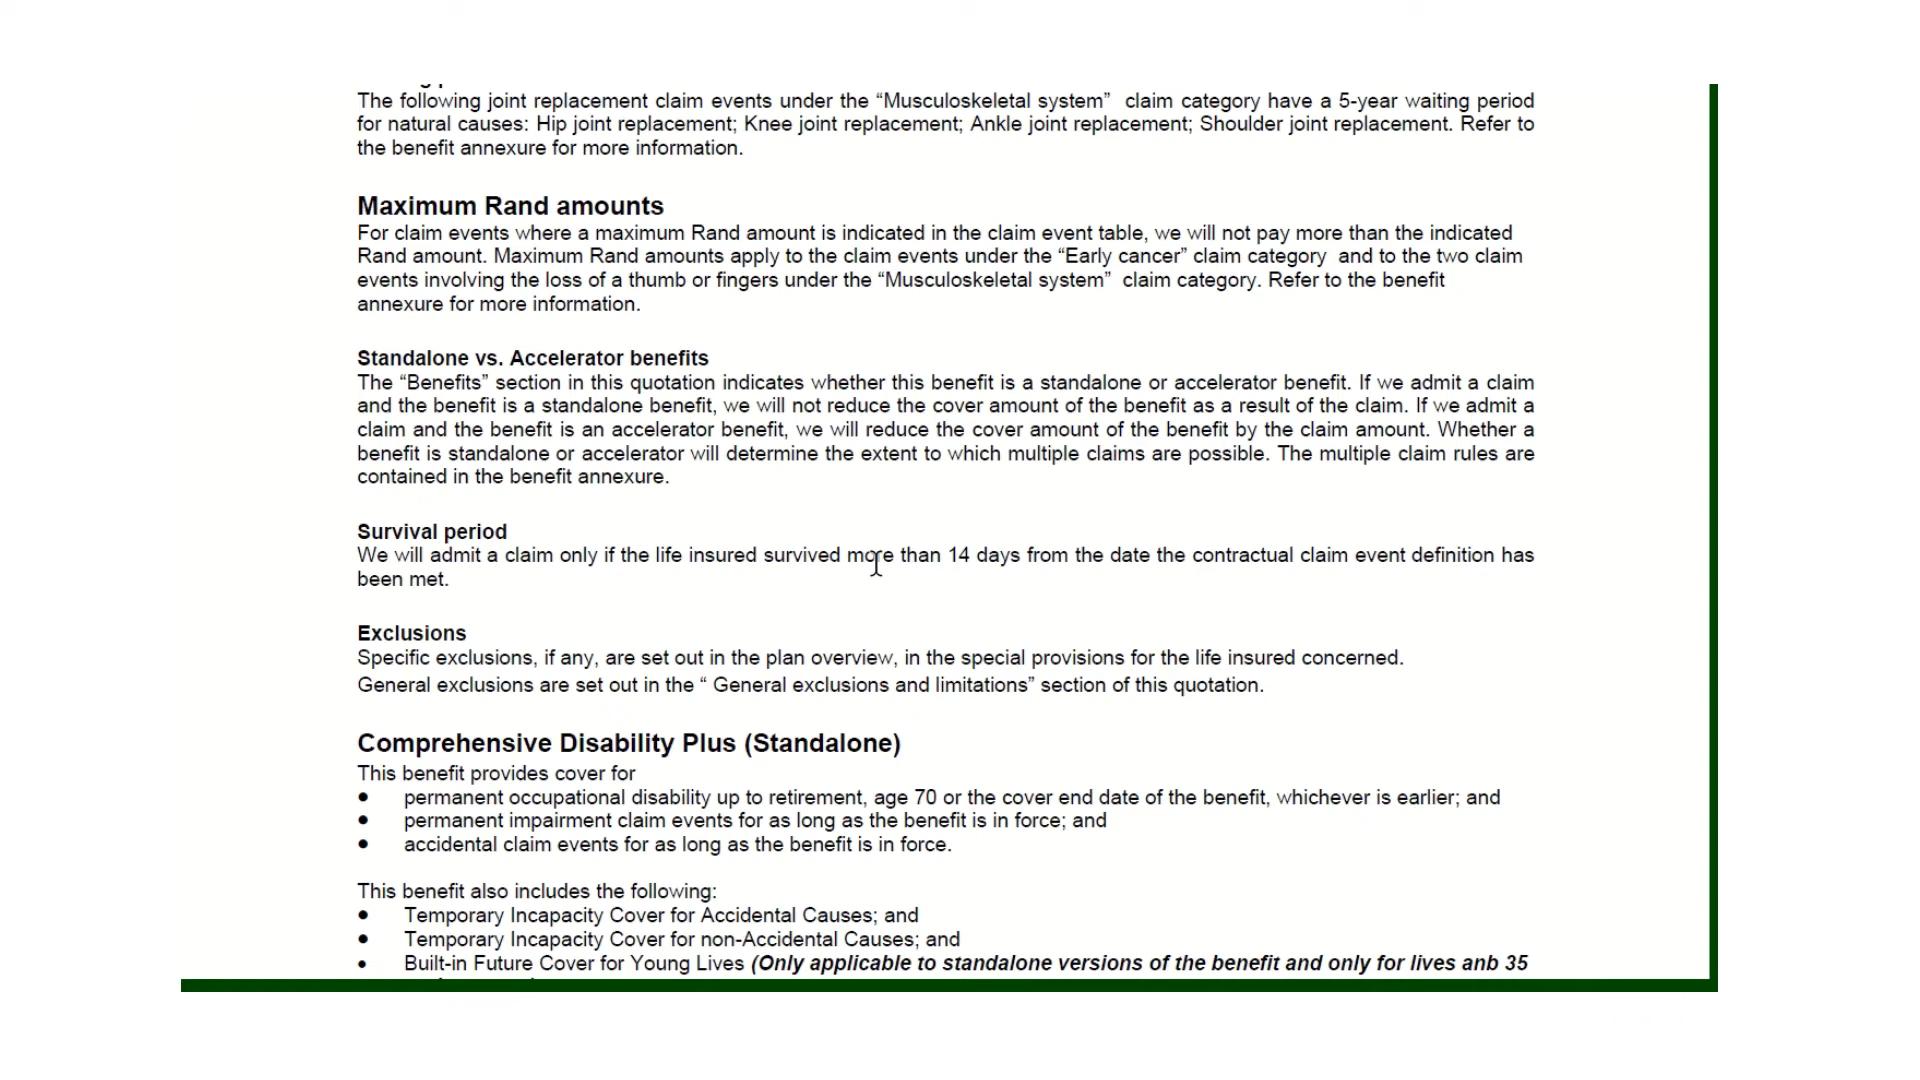 The following joint replacement claim events under the “Musculoskeletal system” claim category have a 5-year waiting period
for natural causes: Hip joint replacement; Knee joint replacement; Ankle joint replacement; Shoulder joint replacement. Refer to
the benefit annexure for more information.
Maximum Rand amounts
For claim events where a maximum Rand amount is indicated in the claim event table, we will not pay more than the indicated
Rand amount. Maximum Rand amounts apply to the claim events under the “Early cancer” claim category and to the two claim
events involving the loss of a thumb or fingers under the “Musculoskeletal system” claim category. Refer to the benefit
annexure for more information.
Standalone vs. Accelerator benefits
The “Benefits” section in this quotation indicates whether this benefit is a standalone or accelerator benefit. If we admit a claim
and the benefit is a standalone benefit, we will not reduce the cover amount of the benefit as a result of the claim. If we admit a
claim and the benefit is an accelerator benefit, we will reduce the cover amount of the benefit by the claim amount. Whether a
benefit is standalone or accelerator will determine the extent to which multiple claims are possible. The multiple claim rules are
contained in the benefit annexure.
Survival period
We will admit a claim only if the life insured survived more than 14 days from the date the contractual claim event definition has
been met.
Exclusions
Specific exclusions, if any, are set out in the plan overview, in the special provisions for the life insured concerned.
General exclusions are set out in the “ General exclusions and limitations” section of this quotation.
Comprehensive Disability Plus (Standalone)
This benefit provides cover for
● permanent occupational disability up to retirement, age 70 or the cover end date of the benefit, whichever is earlier; and
● permanent impairment claim events for as long as the benefit is in force; and
● accidental claim events for as long as the benefit is in force.
This benefit also includes the following:
● Temporary Incapacity Cover for Accidental Causes; and
● Temporary Incapacity Cover for non-Accidental Causes; and
● Built-in Future Cover for Young Lives (Only applicable to standalone versions of the benefit and only for lives anb 35